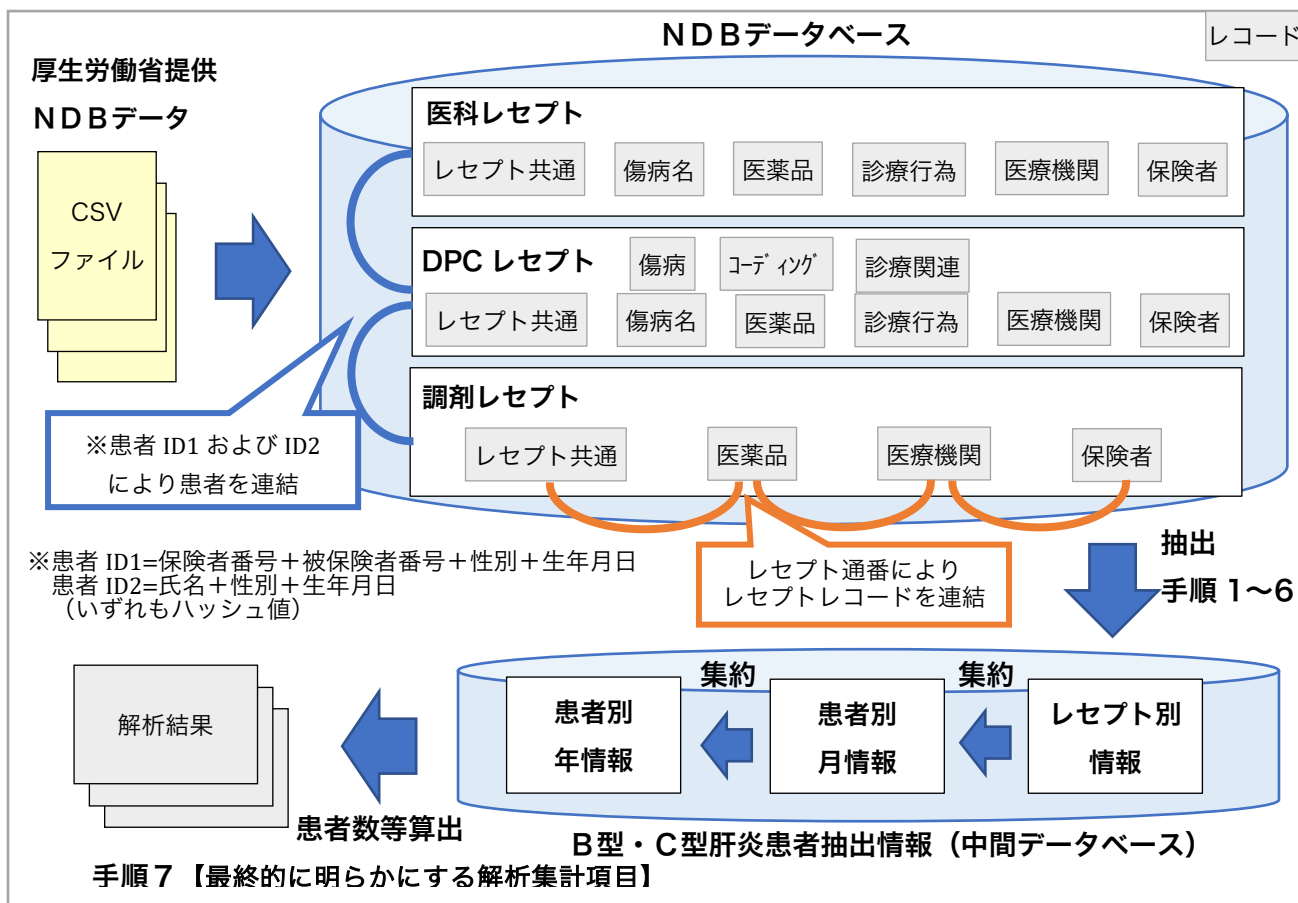 NDBデータベース
レコード
厚生労働省提供
NDBデータ
CSV
ファイル
医科レセプト
レセプト共通
傷病名
医薬品
診療行為
医療機関
保険者
DPC レセプト
傷病
コーディング
診療関連
レセプト共通
傷病名
医薬品
診療行為
医療機関
保険者
調剤レセプト
レセプト共通
医薬品
医療機関
保険者
※患者 ID1 および ID2
により患者を連結
※患者 ID1=保険者番号+被保険者番号+性別+生年月日
患者 ID2=氏名+性別+生年月日
(いずれもハッシュ値)
レセプト通番により
レセプトレコードを連結
抽出
手順 1～6
集約
集約
患者別
年情報
患者別
月情報
レセプト別
情報
解析結果
患者数等算出
B型・C型肝炎患者抽出情報(中間データベース)
手順7【最終的に明らかにする解析集計項目】